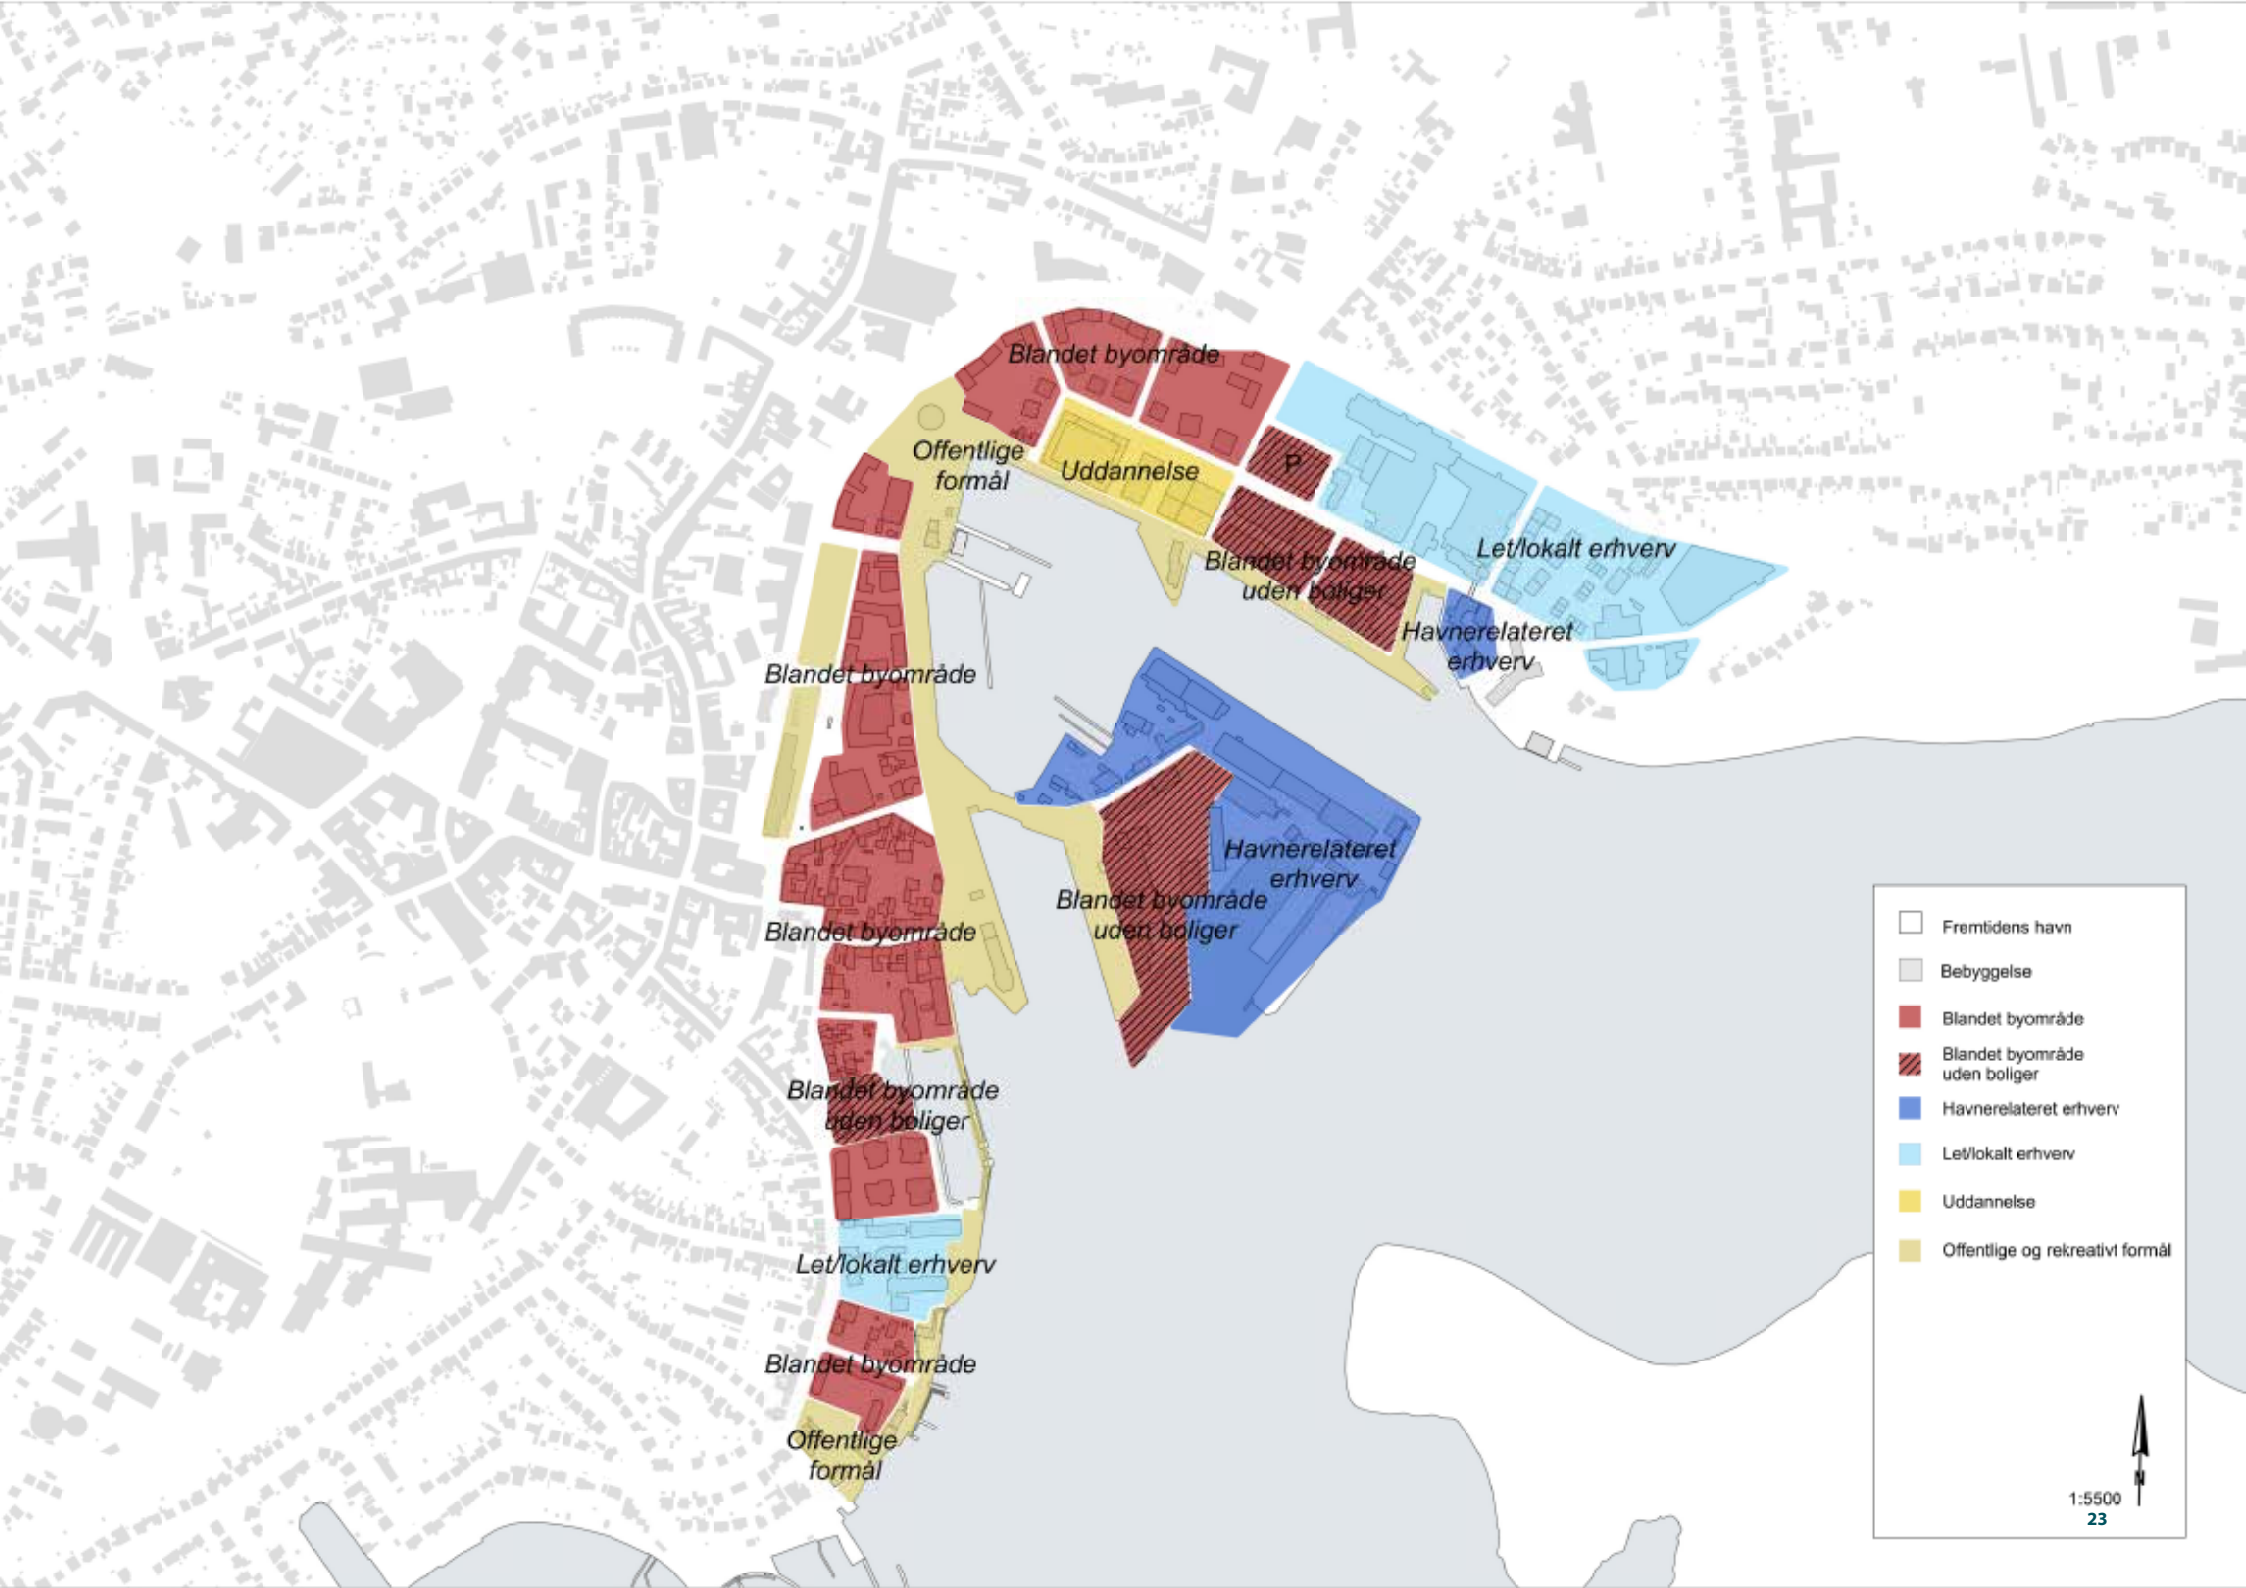 Blandet byområde
Offentlige
formål
Uddannelse
P
Blandet byområde
uden boliger
Let/lokalt erhverv
Havnerelateret
erhverv
Blandet byområde
Havnerelateret
erhverv
Blandet byområde
uden boliger
Blandet byområde
Blandet byområde
uden boliger
Let/lokalt erhverv
Blandet byområde
Offentlige
formål
Fremtidens havn
Bebyggelse
Blandet byområde
Blandet byområde
uden boliger
Havnerelateret erhverv
Let/lokalt erhverv
Uddannelse
Offentlige og rekreativt formål
N
1:5500
23